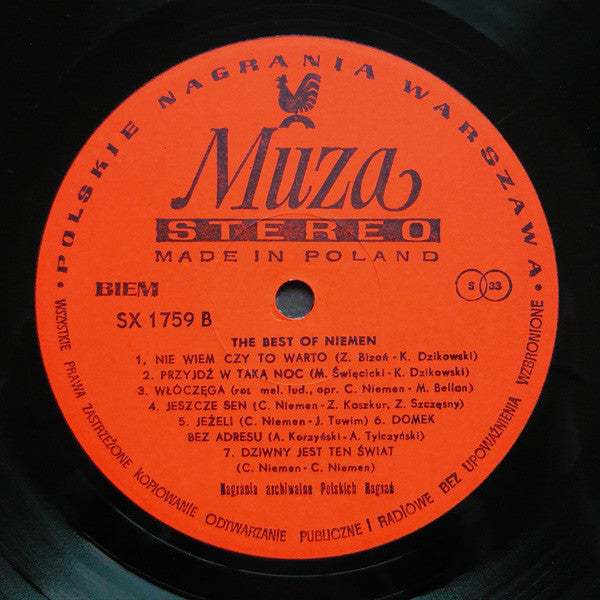 • POLSKIE NAGRANIA WARSZAWA •
Muza
STEREO
MADE IN POLAND
BIEM
S 33
SX 1759 B
THE BEST OF NIEMEN
1. NIE WIEM CZY TO WARTO (Z. Bizoń - K. Dzikowski)
2. PRZYJDŹ W TAKĄ NOC (M. Święcicki - K. Dzikowski)
3. WŁÓCZĘGA (ros. mel. lud., opr. C. Niemen - M. Bellan)
4. JESZCZE SEN (C. Niemen - Z. Kaszkur, Z. Szczęsny)
5. JEŻELI (C. Niemen - J. Tuwim) 6. DOMEK
BEZ ADRESU (A. Korzyński - A. Tylczyński)
7. DZIWNY JEST TEN ŚWIAT
(C. Niemen - C. Niemen)
Nagrania archiwalne Polskich Nagrań
WSZYSTKIE PRAWA ZASTRZEŻONE KOPIOWANIE ODTWARZANIE PUBLICZNE I RADIOWE BEZ UPOWAŻNIENIA WZBRONIONE